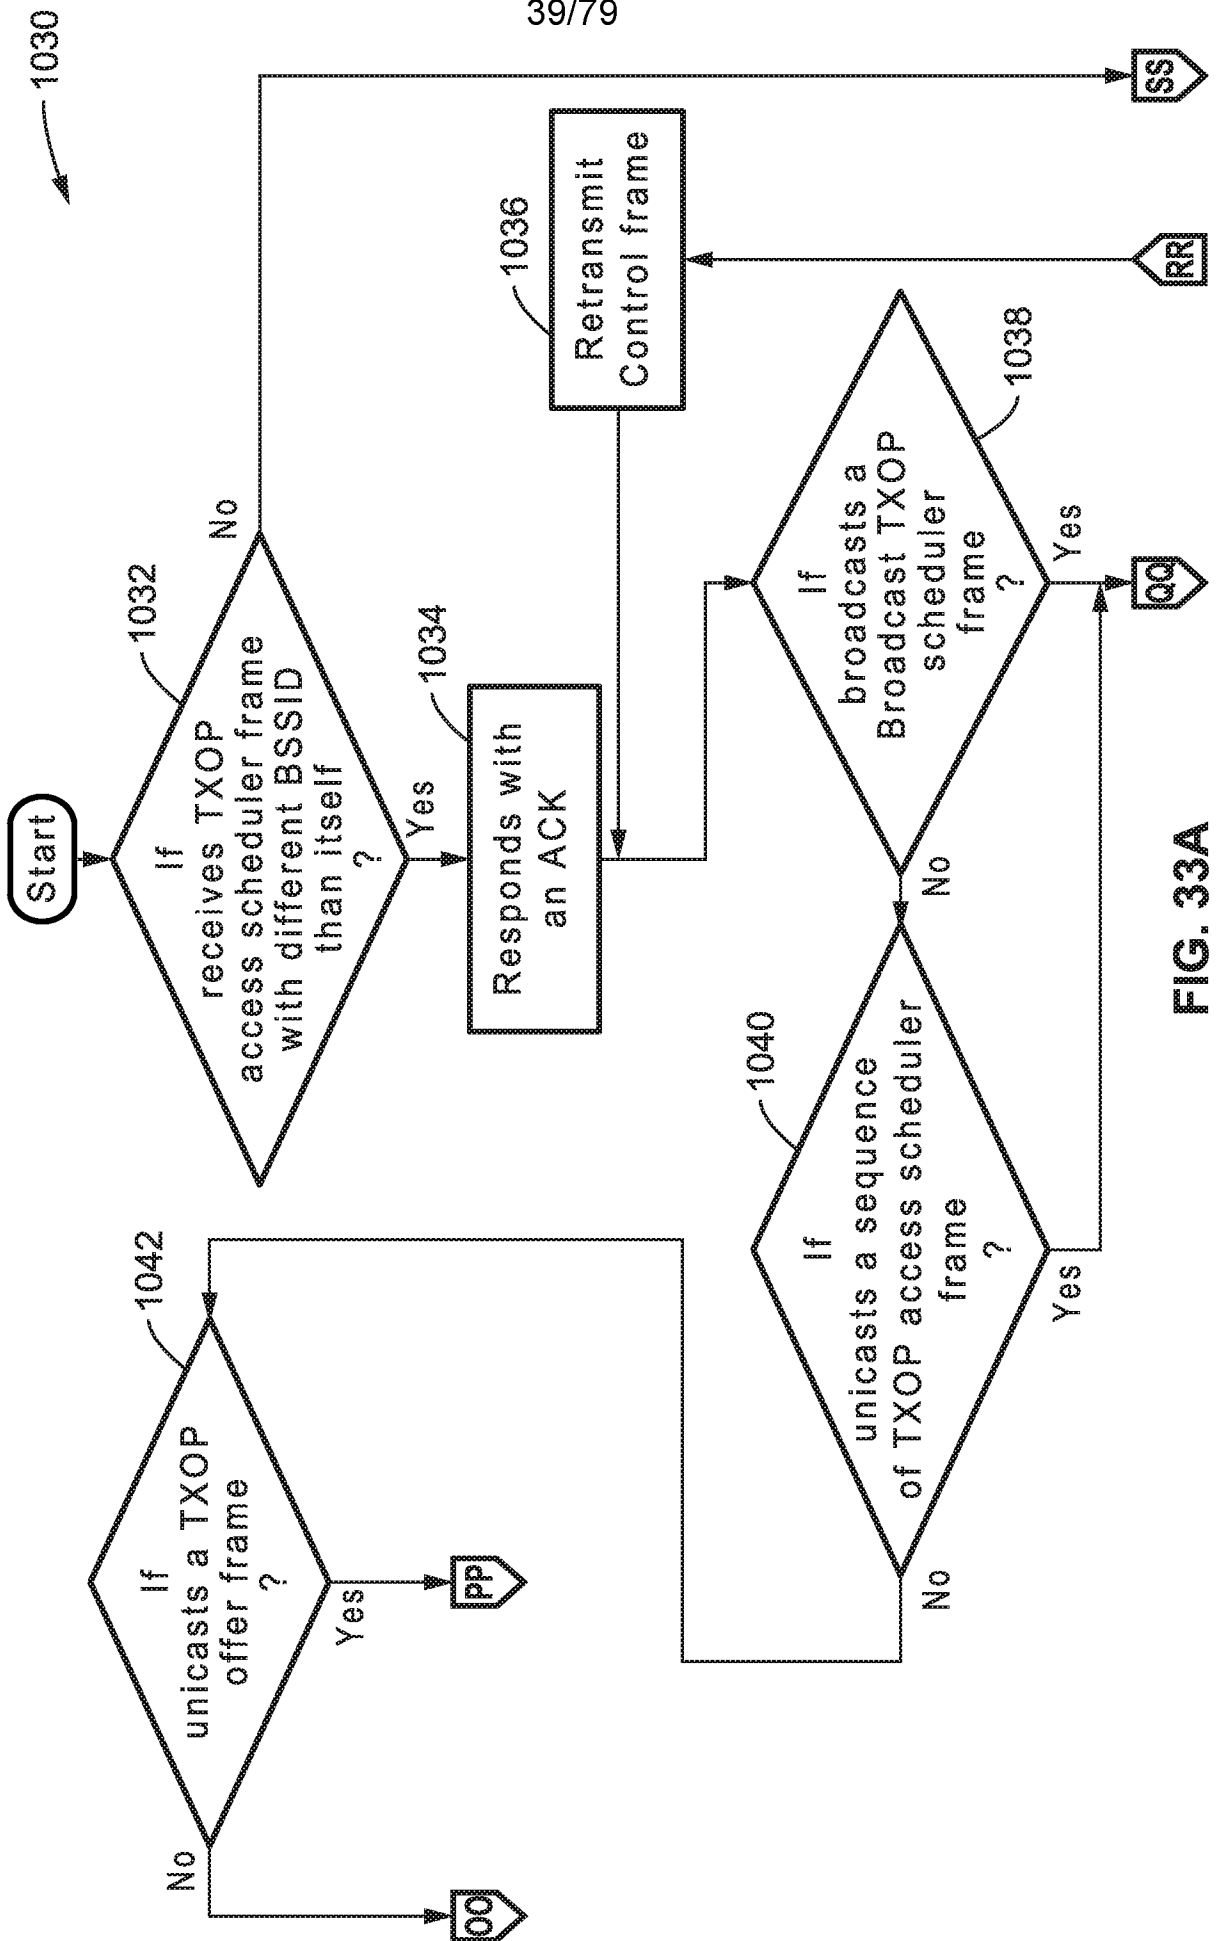 39/79
1030
Start
1032
If
receives TXOP
access scheduler frame
with different BSSID
than itself
?
No
Yes
1034
Responds with
an ACK
1036
Retransmit
Control frame
1038
If
broadcasts a
Broadcast TXOP
scheduler
frame
?
No
Yes
1040
If
unicasts a sequence
of TXOP access scheduler
frame
?
No
Yes
1042
If
unicasts a TXOP
offer frame
?
No
Yes
OO
PP
QQ
RR
SS
FIG. 33A